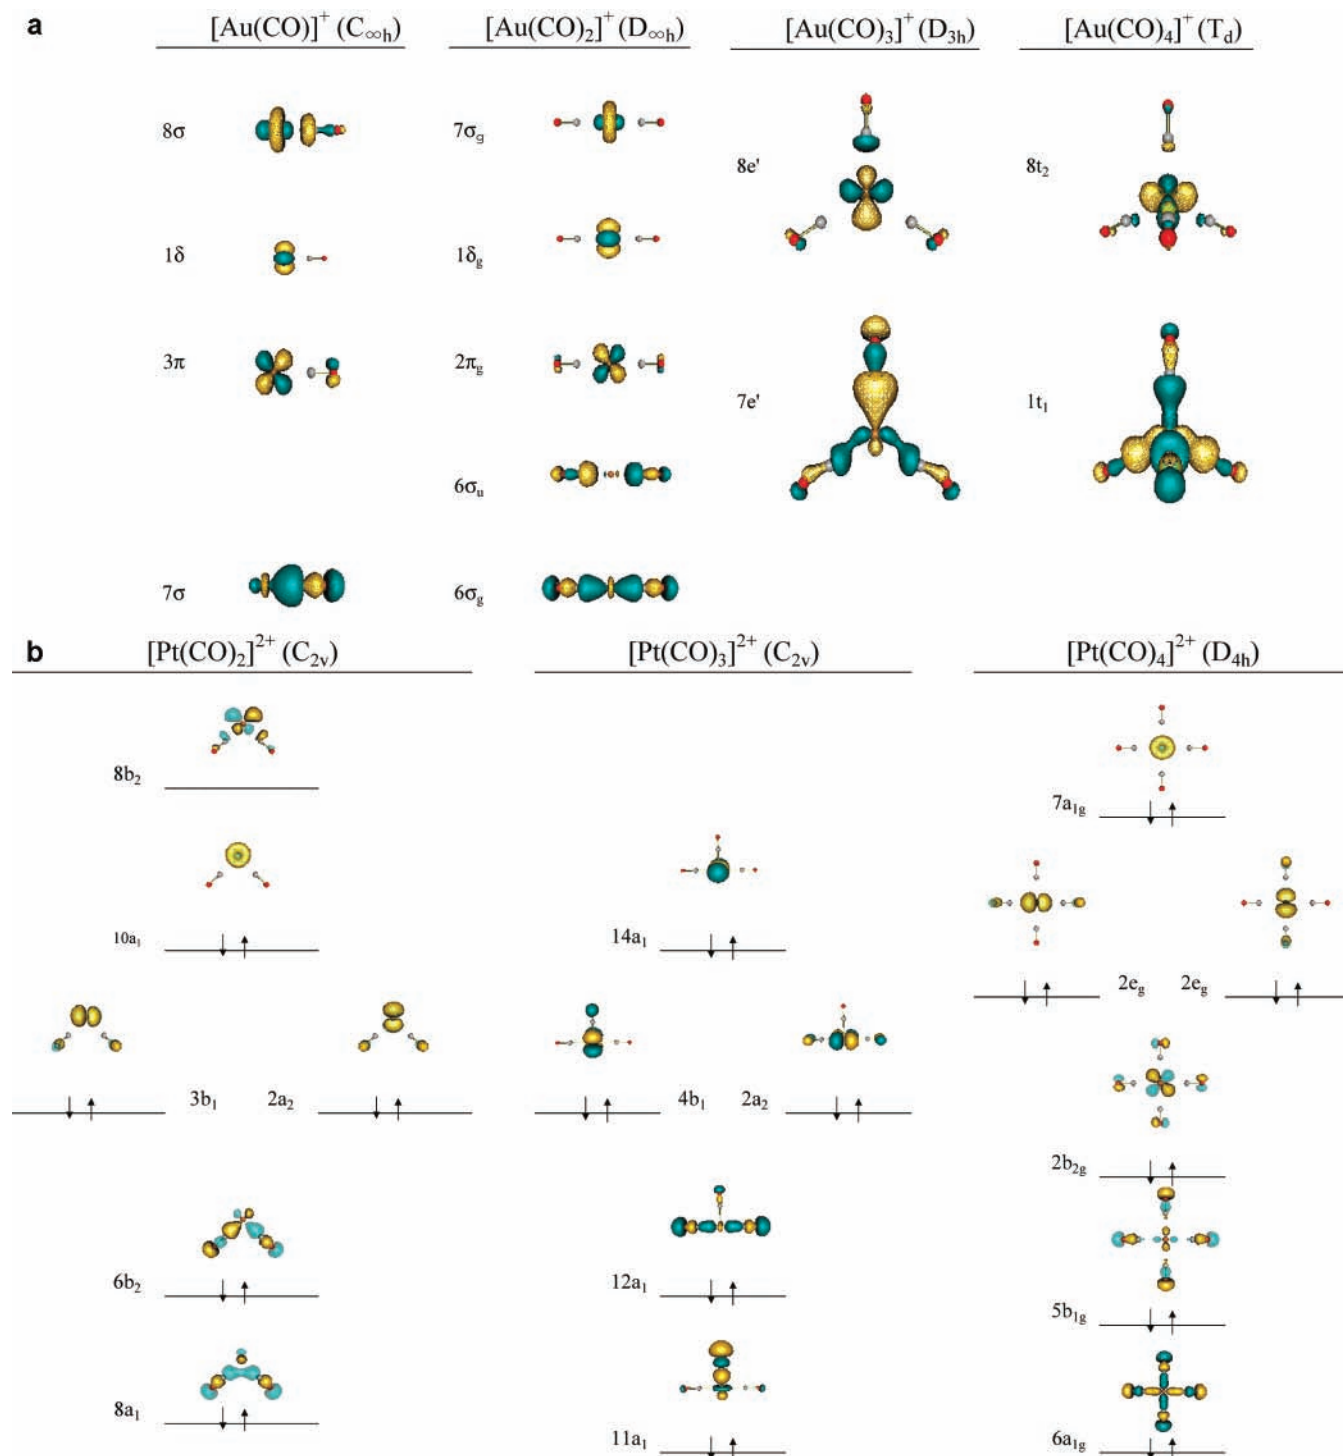 a
[Au(CO)]⁺ (C∞h) [Au(CO)₂]⁺ (D∞h) [Au(CO)₃]⁺ (D₃h) [Au(CO)₄]⁺ (Td)
8σ 7σg 8e' 8t₂
1δ 1δg
3π 2πg 7e' 1t₁
6σu
7σ 6σg
b
[Pt(CO)₂]²⁺ (C₂v) [Pt(CO)₃]²⁺ (C₂v) [Pt(CO)₄]²⁺ (D₄h)
8b₂ 7a₁g
10a₁ 14a₁ 2eg 2eg
3b₁ 2a₂ 4b₁ 2a₂
2b₂g
6b₂ 12a₁ 5b₁g
8a₁ 11a₁ 6a₁g